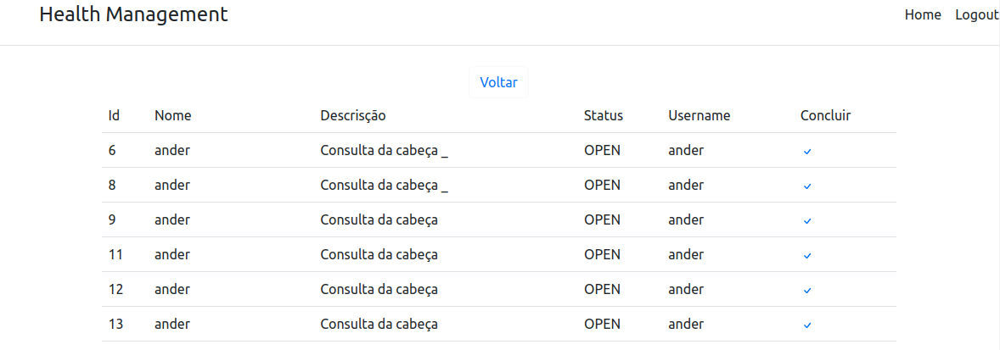 Health Management Home Logout
Voltar
Id Nome Descrisção Status Username Concluir
6 ander Consulta da cabeça _ OPEN ander
8 ander Consulta da cabeça _ OPEN ander
9 ander Consulta da cabeça OPEN ander
11 ander Consulta da cabeça OPEN ander
12 ander Consulta da cabeça OPEN ander
13 ander Consulta da cabeça OPEN ander